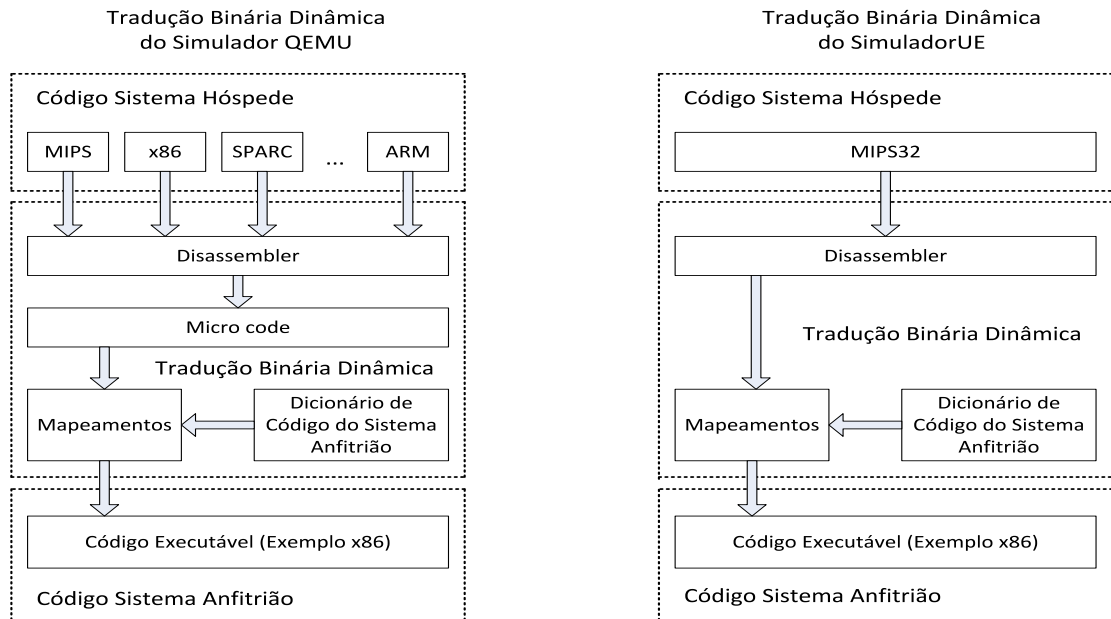 Tradução Binária Dinâmica
do Simulador QEMU
Código Sistema Hóspede
MIPS
x86
SPARC
...
ARM
Disassembler
Micro code
Tradução Binária Dinâmica
Mapeamentos
Dicionário de
Código do Sistema
Anfitrião
Código Executável (Exemplo x86)
Código Sistema Anfitrião
Tradução Binária Dinâmica
do SimuladorUE
Código Sistema Hóspede
MIPS32
Disassembler
Tradução Binária Dinâmica
Mapeamentos
Dicionário de
Código do Sistema
Anfitrião
Código Executável (Exemplo x86)
Código Sistema Anfitrião